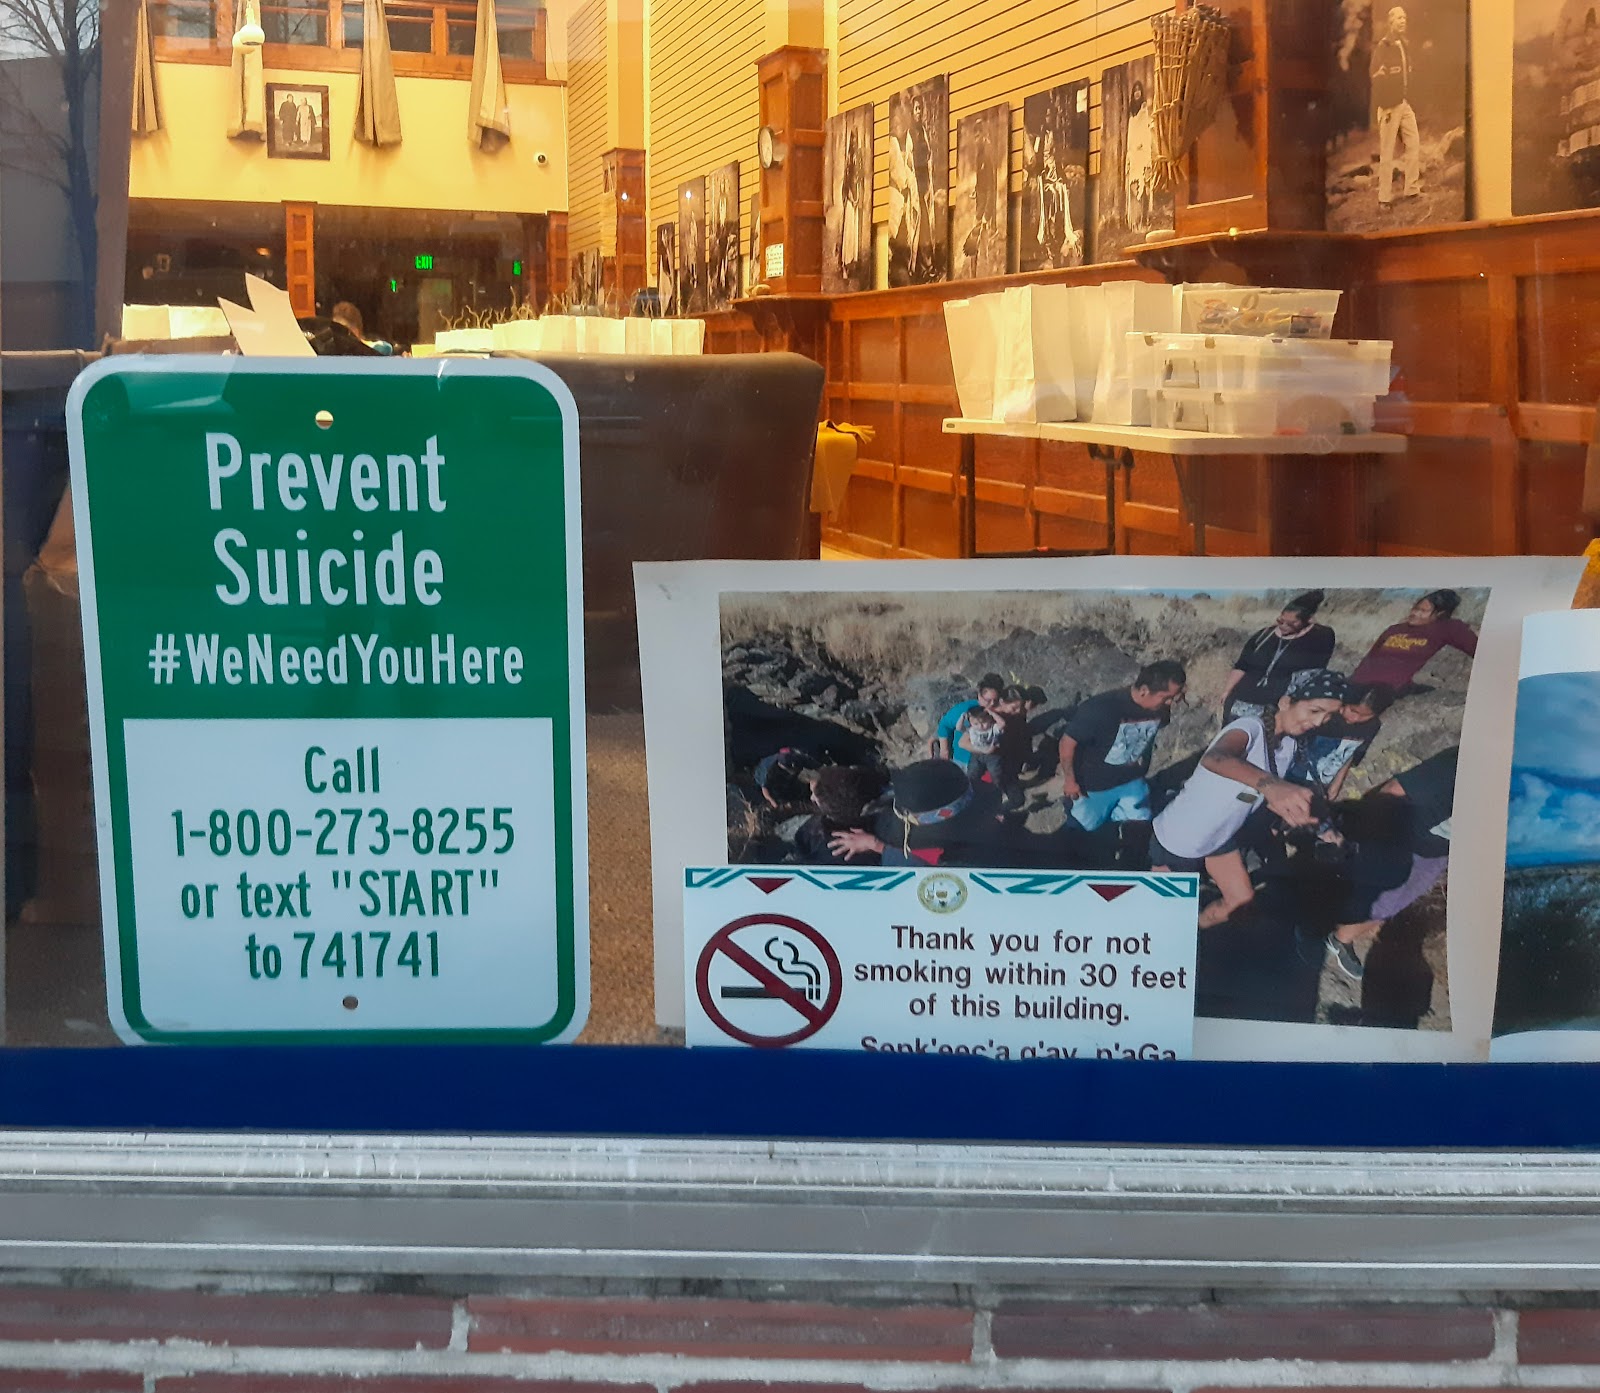 EXIT
Prevent
Suicide
#WeNeedYouHere
Call
1-800-273-8255
or text "START"
to 741741
Thank you for not
smoking within 30 feet
of this building.